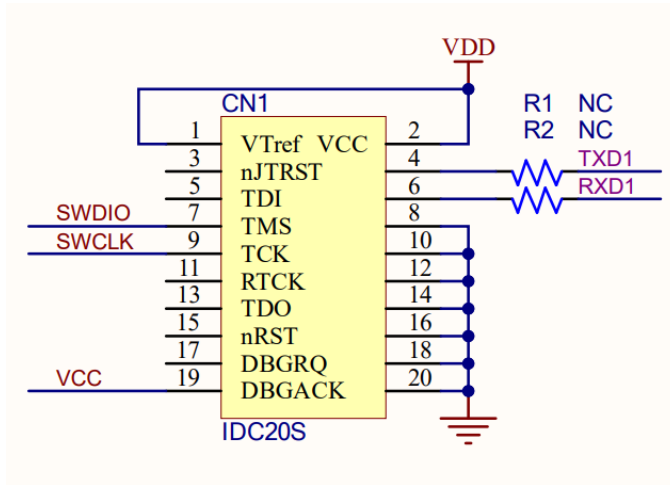 VDD
CN1 R1 NC
R2 NC
1 VTref VCC 2
3 nJTRST 4 TXD1
5 TDI 6 RXD1
SWDIO 7 TMS 8
SWCLK 9 TCK 10
11 RTCK 12
13 TDO 14
15 nRST 16
17 DBGRQ 18
VCC 19 DBGACK 20
IDC20S